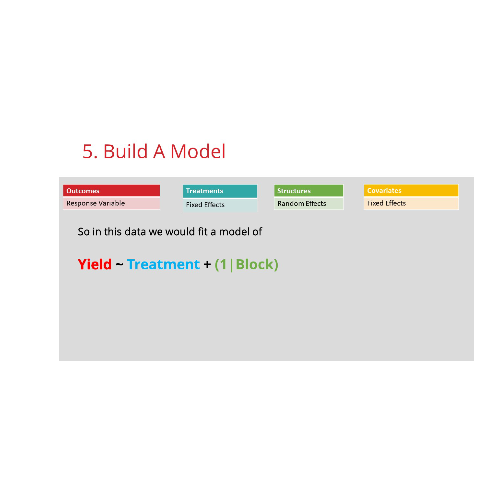 5. Build A Model
Outcomes
Response Variable
Treatments
Fixed Effects
Structures
Random Effects
Covariates
Fixed Effects
So in this data we would fit a model of
Yield ~ Treatment + (1|Block)